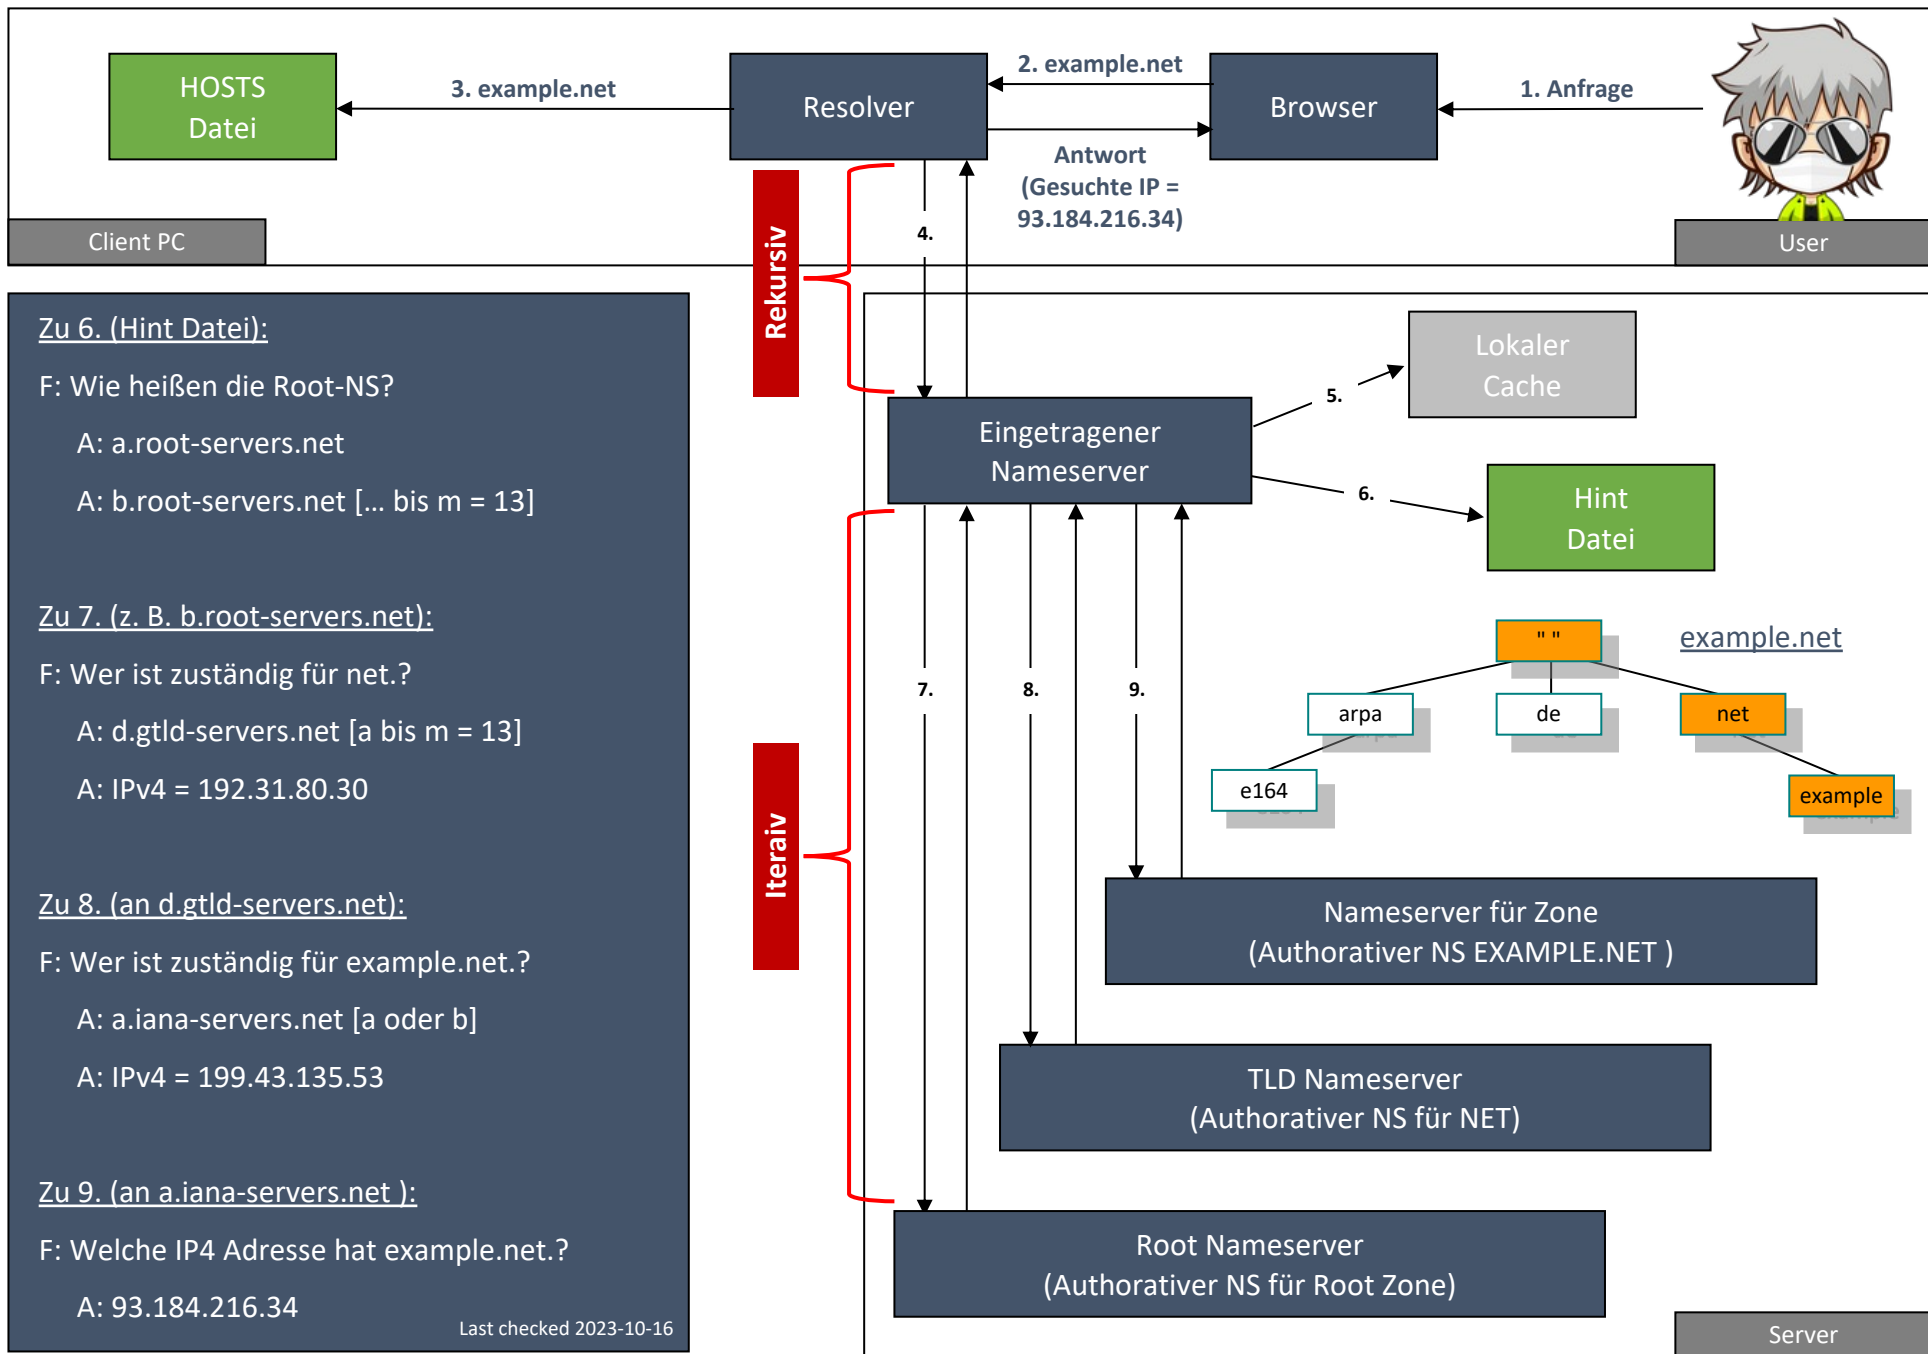 HOSTS
Datei
3. example.net
Resolver
2. example.net
Browser
1. Anfrage
Antwort
(Gesuchte IP =
93.184.216.34)
Client PC
User
Rekursiv
4.
Zu 6. (Hint Datei):
F: Wie heißen die Root-NS?
A: a.root-servers.net
A: b.root-servers.net [… bis m = 13]
Zu 7. (z. B. b.root-servers.net):
F: Wer ist zuständig für net.?
A: d.gtld-servers.net [a bis m = 13]
A: IPv4 = 192.31.80.30
Zu 8. (an d.gtld-servers.net):
F: Wer ist zuständig für example.net.?
A: a.iana-servers.net [a oder b]
A: IPv4 = 199.43.135.53
Zu 9. (an a.iana-servers.net ):
F: Welche IP4 Adresse hat example.net.?
A: 93.184.216.34
Last checked 2023-10-16
Iteraiv
Eingetragener
Nameserver
5.
Lokaler
Cache
6.
Hint
Datei
7.
8.
9.
" "
example.net
arpa
de
net
e164
example
Nameserver für Zone
(Authorativer NS EXAMPLE.NET )
TLD Nameserver
(Authorativer NS für NET)
Root Nameserver
(Authorativer NS für Root Zone)
Server